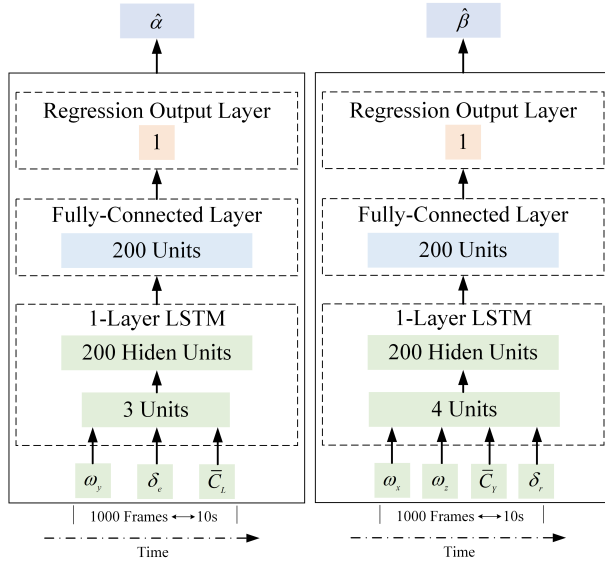 α̂
Regression Output Layer
1
Fully-Connected Layer
200 Units
1-Layer LSTM
200 Hiden Units
3 Units
ω_y δ_e C̅_L
1000 Frames ↔ 10s
Time
β̂
Regression Output Layer
1
Fully-Connected Layer
200 Units
1-Layer LSTM
200 Hiden Units
4 Units
ω_x ω_z C̅_Y δ_r
1000 Frames ↔ 10s
Time